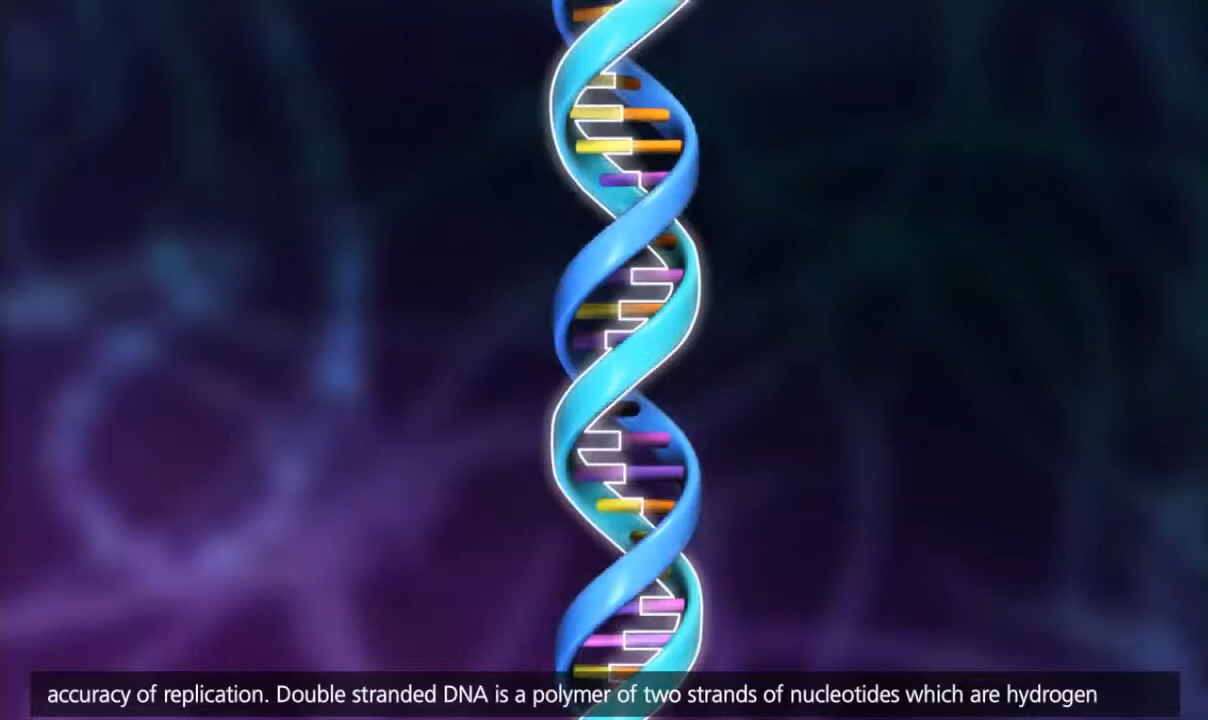 accuracy of replication. Double stranded DNA is a polymer of two strands of nucleotides which are hydrogen